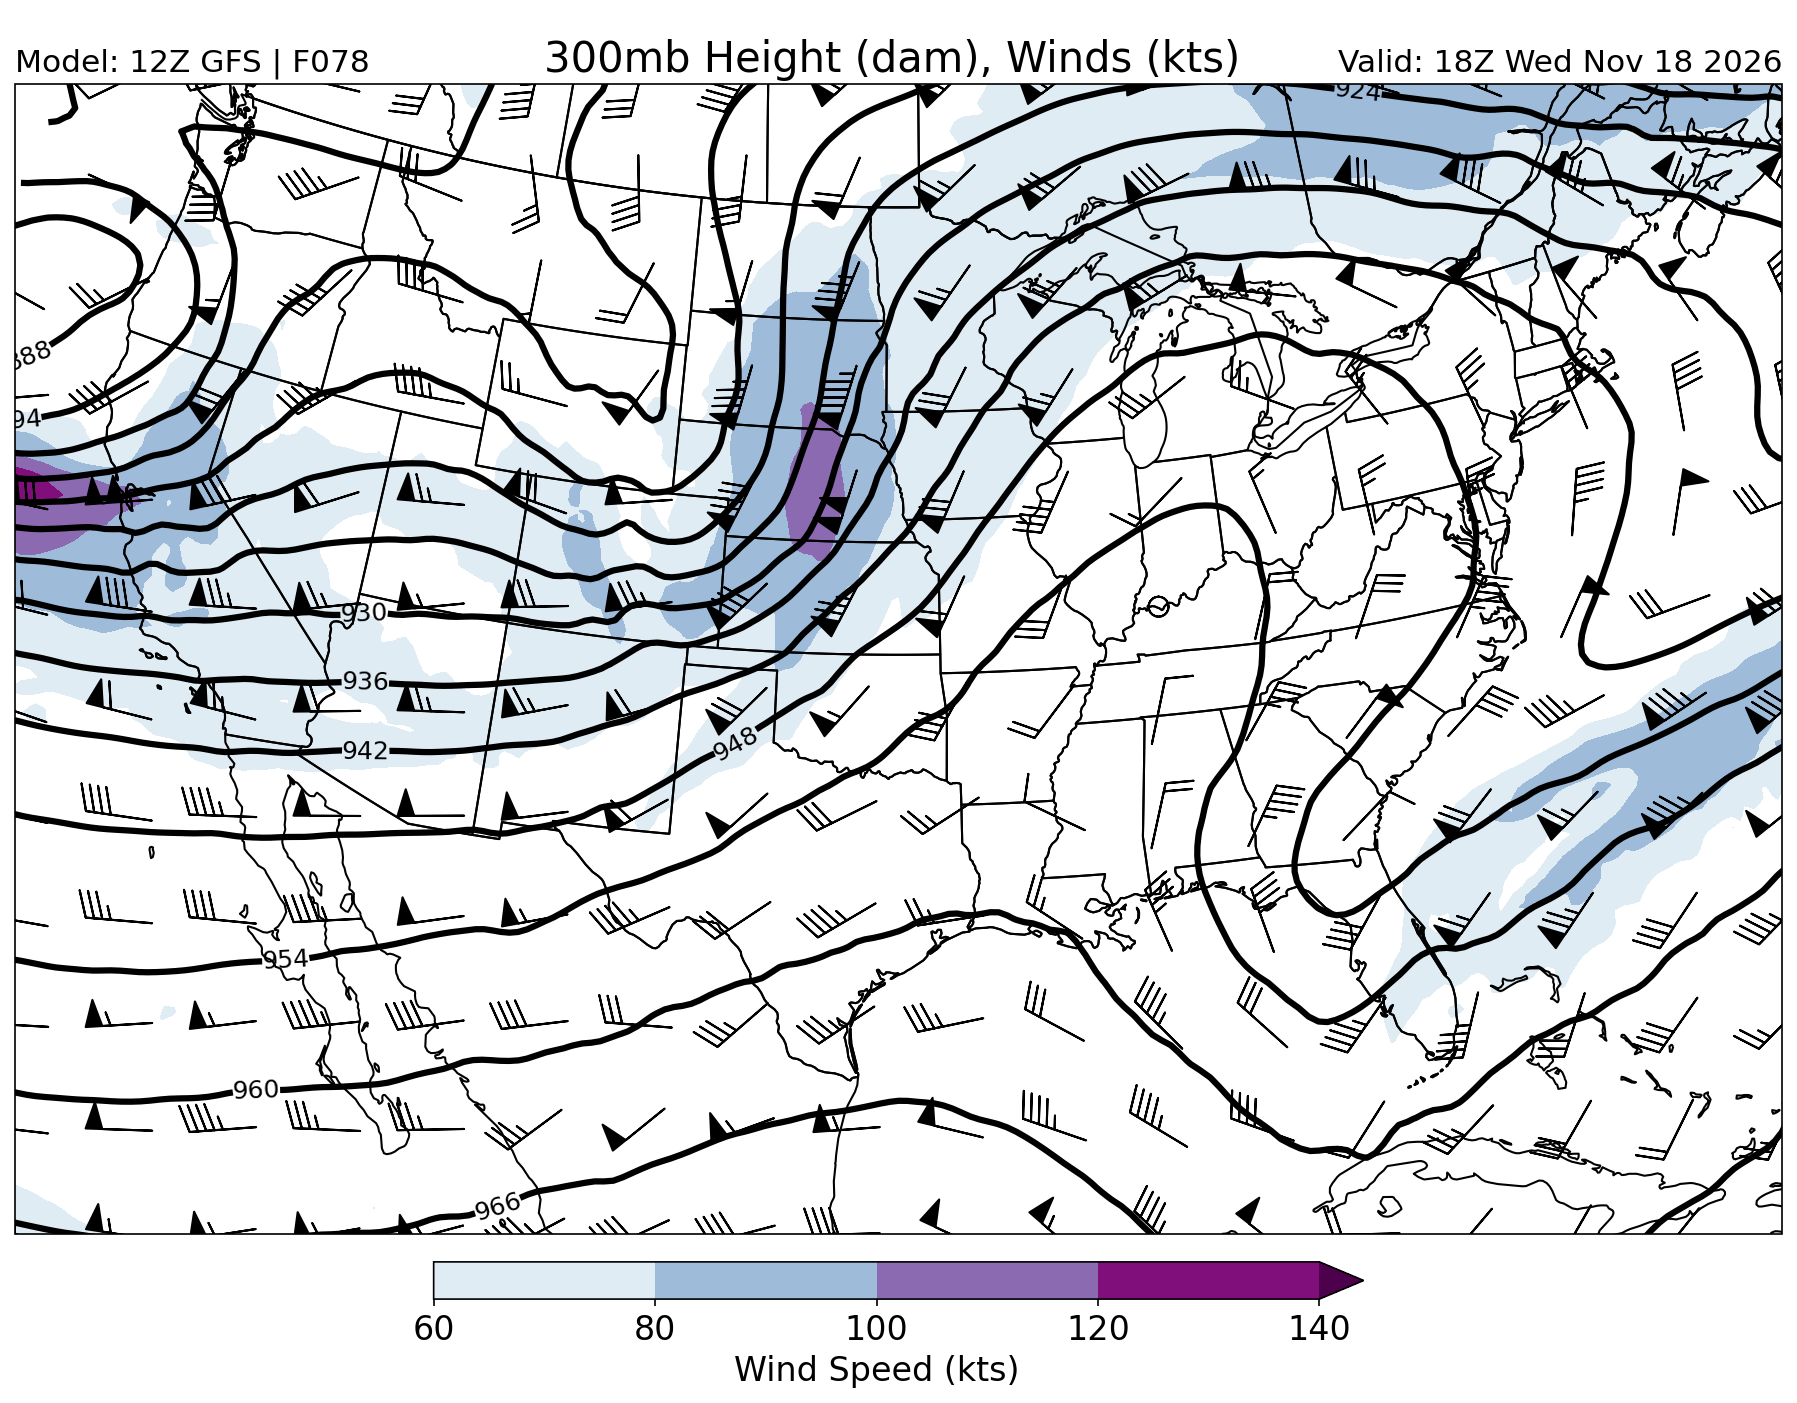 Model: 12Z GFS | F078
300mb Height (dam), Winds (kts)
Valid: 18Z Wed Nov 18 2026
924
888
94
930
936
942
948
954
960
966
60 80 100 120 140
Wind Speed (kts)